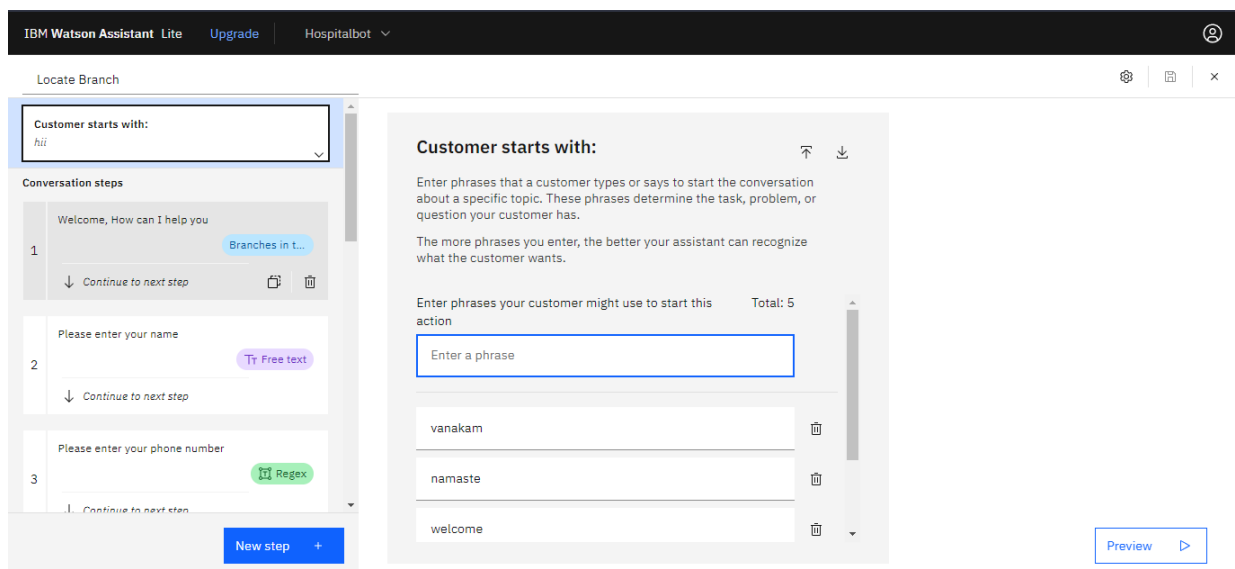 IBM Watson Assistant Lite Upgrade Hospitalbot
Locate Branch
Customer starts with:
hii
Conversation steps
1
Welcome, How can I help you
Branches in t...
Continue to next step
2
Please enter your name
Free text
Continue to next step
3
Please enter your phone number
Regex
Continue to next step
New step +
Customer starts with:
Enter phrases that a customer types or says to start the conversation
about a specific topic. These phrases determine the task, problem, or
question your customer has.
The more phrases you enter, the better your assistant can recognize
what the customer wants.
Enter phrases your customer might use to start this
action
Total: 5
Enter a phrase
vanakam
namaste
welcome
Preview